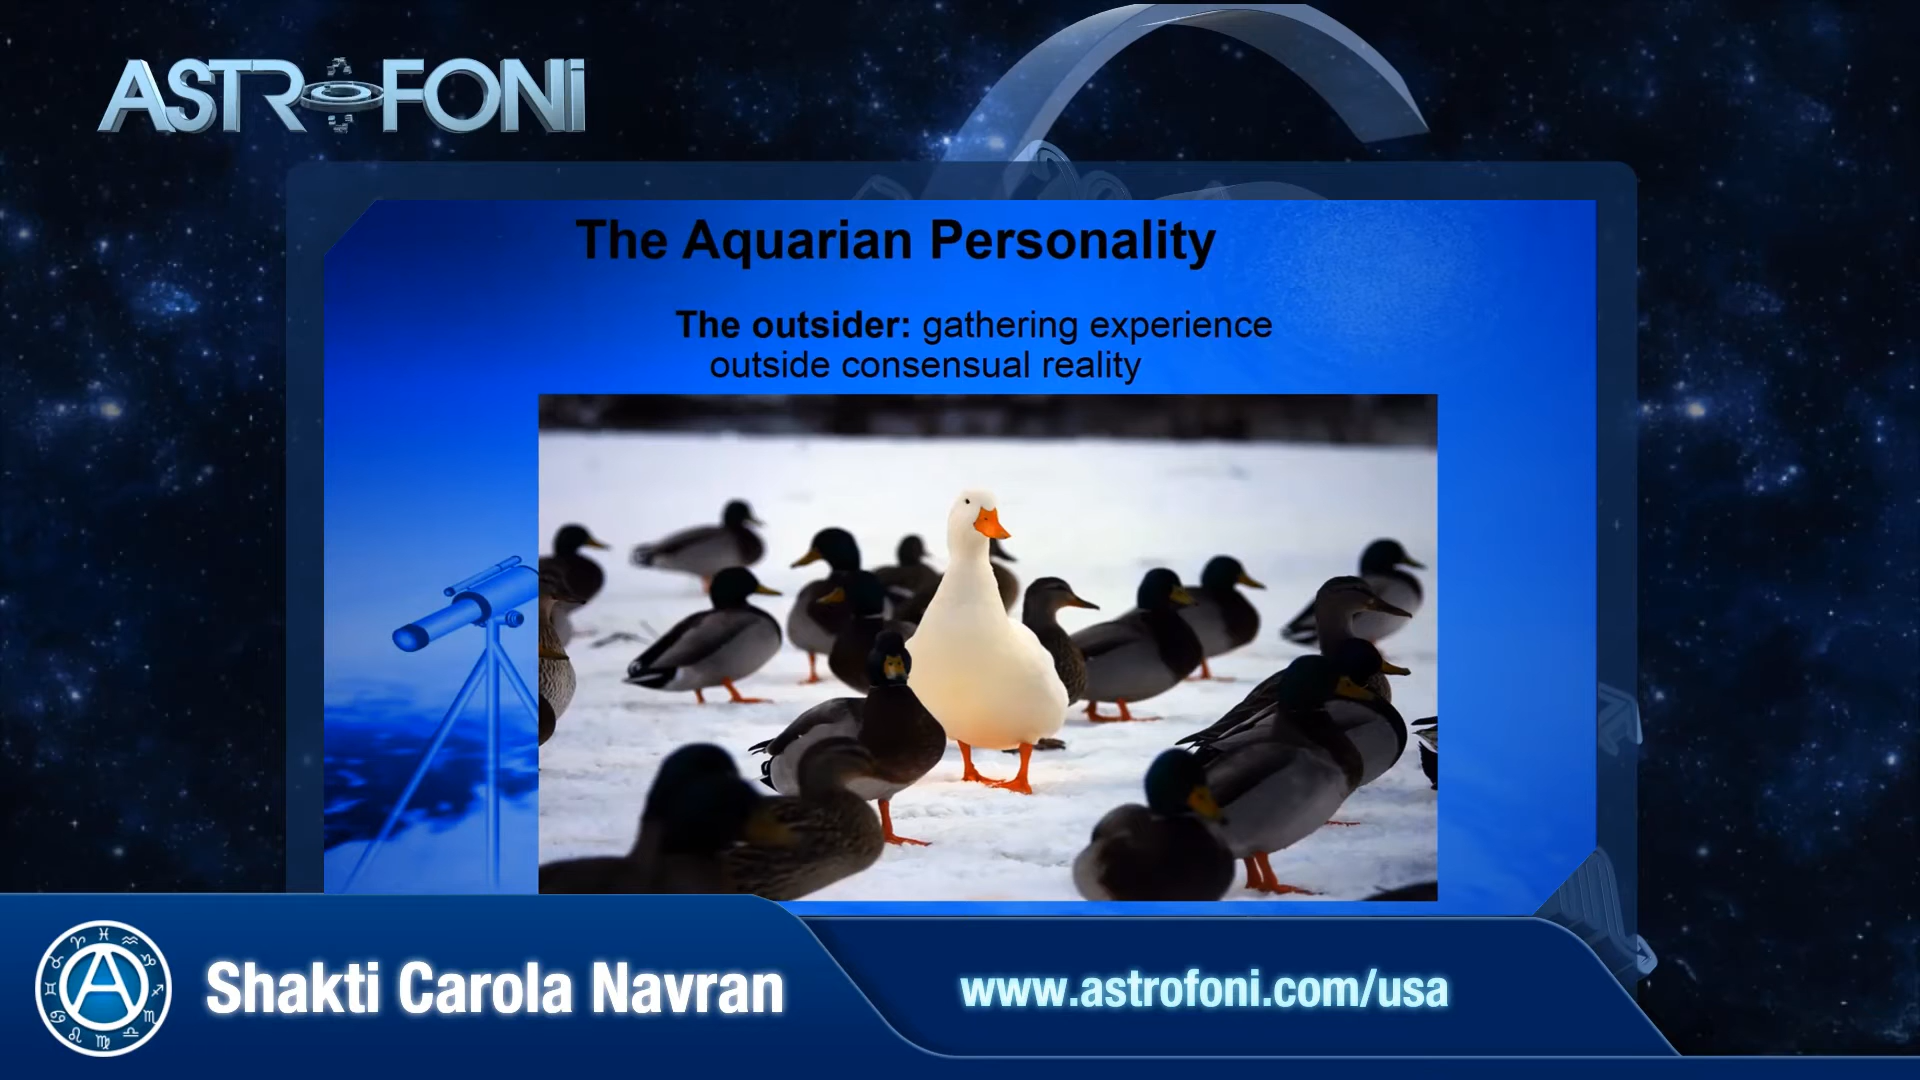 ASTROFONi
The Aquarian Personality
The outsider: gathering experience
outside consensual reality
A
Shakti Carola Navran
www.astrofoni.com/usa